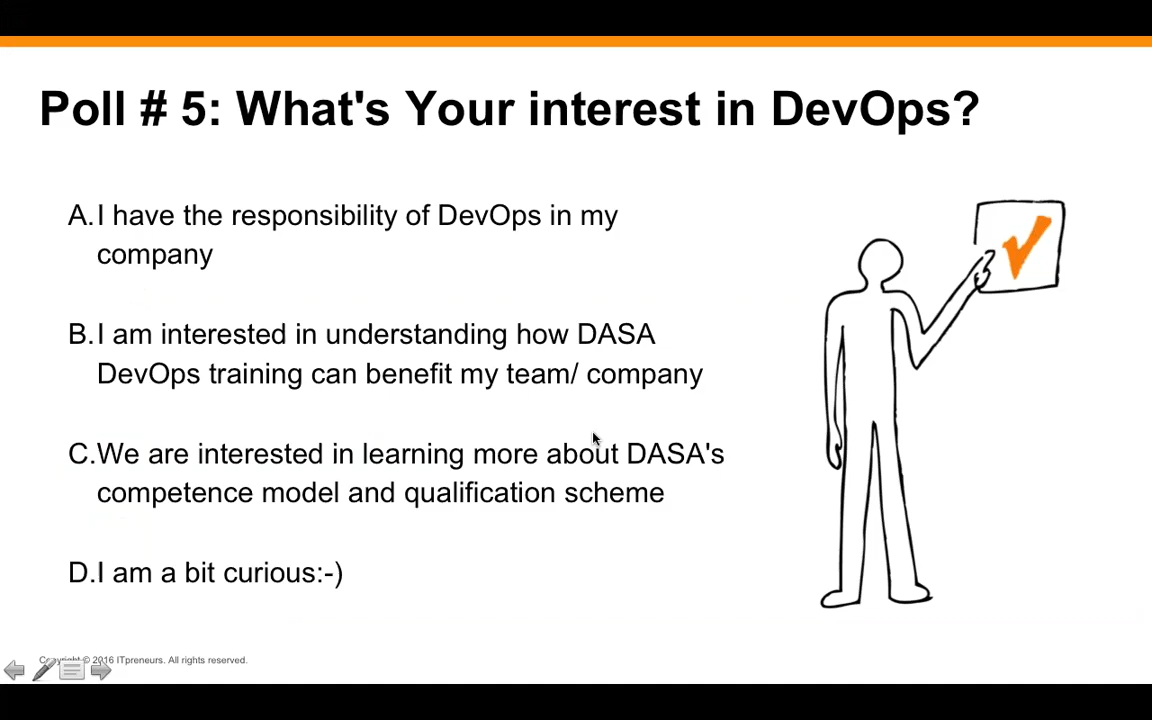 Poll # 5: What's Your interest in DevOps?
A.I have the responsibility of DevOps in my
company
B.I am interested in understanding how DASA
DevOps training can benefit my team/ company
C.We are interested in learning more about DASA's
competence model and qualification scheme
D.I am a bit curious:-)
Copyright © 2016 ITpreneurs. All rights reserved.